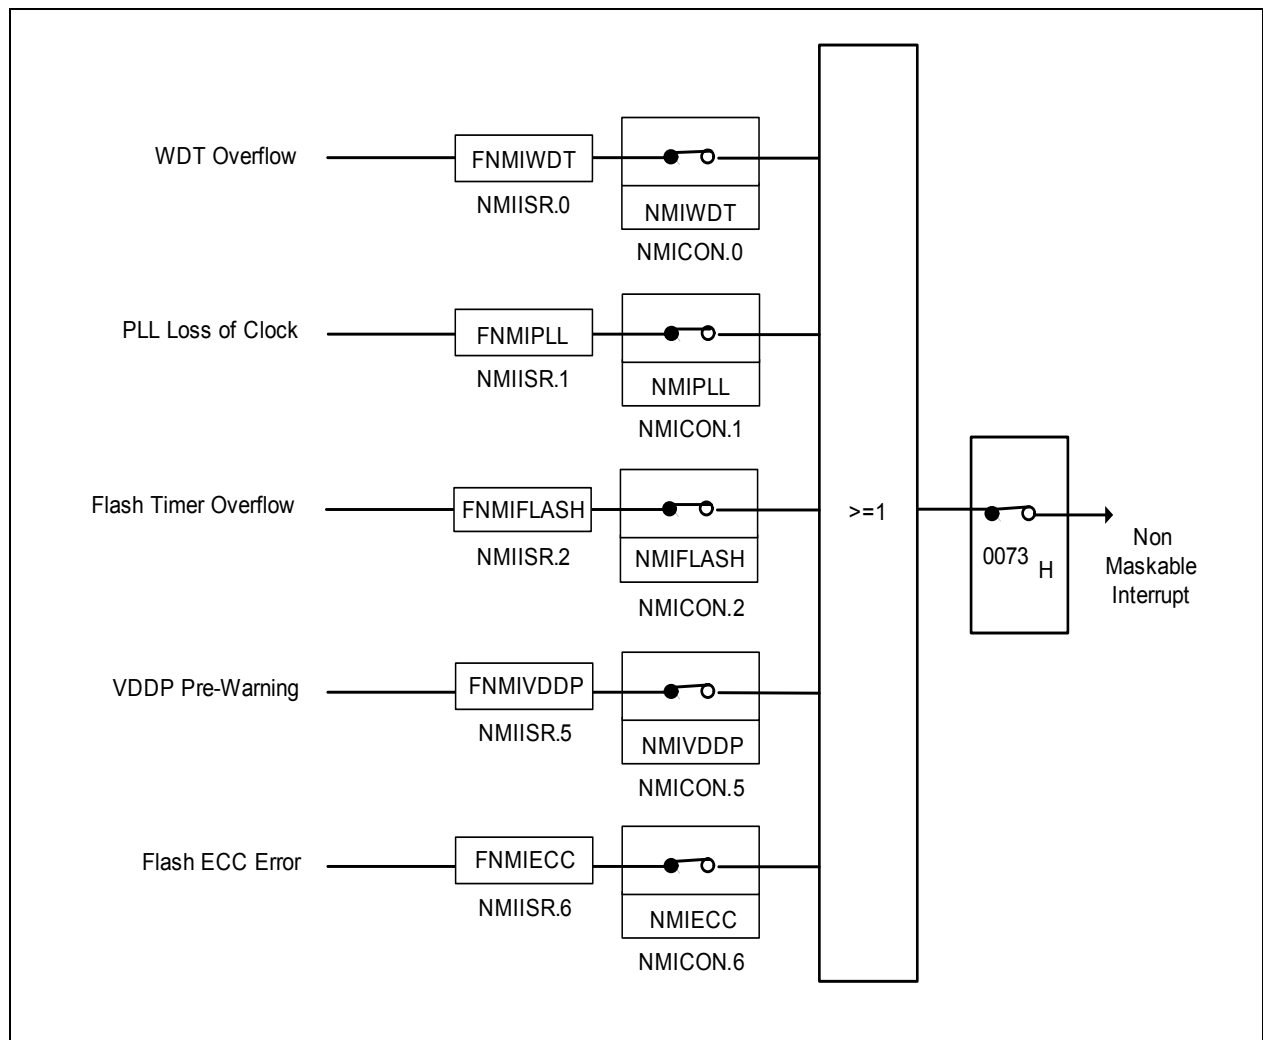 WDT Overflow
FNMIWDT
NMIISR.0
NMIWDT
NMICON.0
PLL Loss of Clock
FNMIPLL
NMIISR.1
NMIPLL
NMICON.1
Flash Timer Overflow
FNMIFLASH
NMIISR.2
NMIFLASH
NMICON.2
VDDP Pre-Warning
FNMIVDDP
NMIISR.5
NMIVDDP
NMICON.5
Flash ECC Error
FNMIECC
NMIISR.6
NMIECC
NMICON.6
>=1
0073 H
Non
Maskable
Interrupt